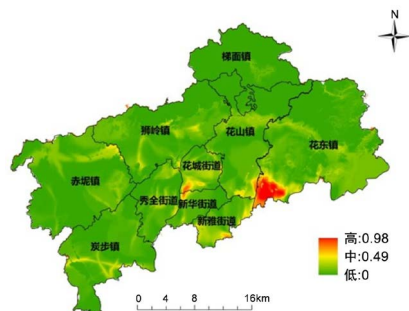 N
梯面镇
狮岭镇
花山镇
花东镇
花城街道
赤坭镇
秀全街道
新华街道
新雅街道
炭步镇
高:0.98
中:0.49
低:0
0 4 8 16km